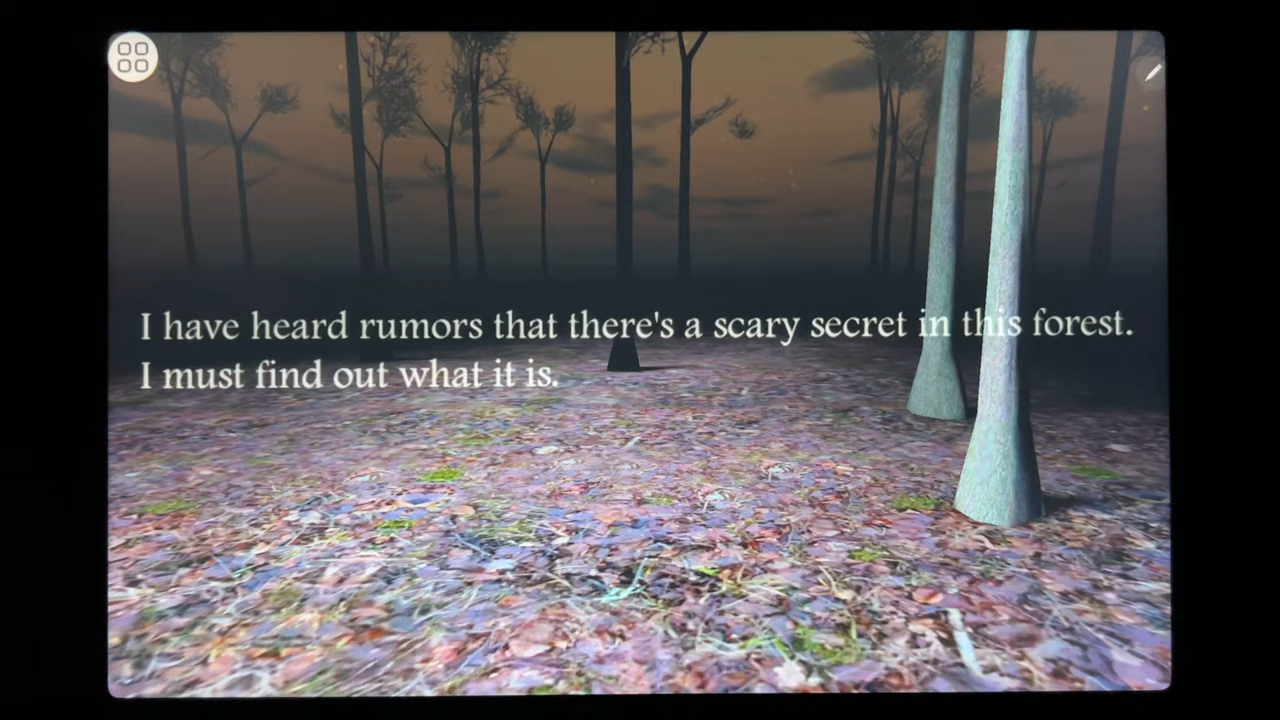 I have heard rumors that there's a scary secret in this forest.
I must find out what it is.